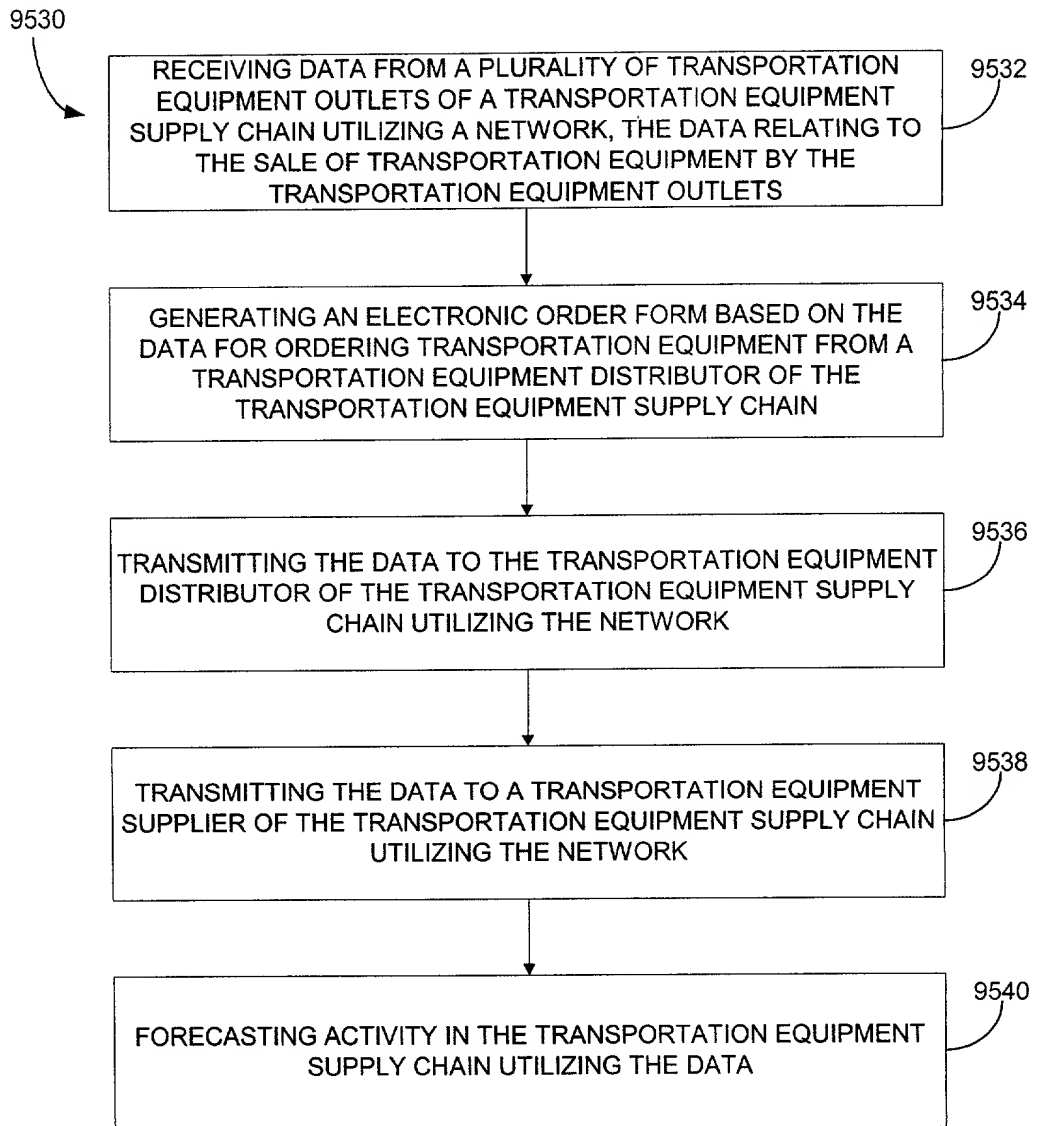 9530
RECEIVING DATA FROM A PLURALITY OF TRANSPORTATION
EQUIPMENT OUTLETS OF A TRANSPORTATION EQUIPMENT
SUPPLY CHAIN UTILIZING A NETWORK, THE DATA RELATING TO
THE SALE OF TRANSPORTATION EQUIPMENT BY THE
TRANSPORTATION EQUIPMENT OUTLETS
9532
GENERATING AN ELECTRONIC ORDER FORM BASED ON THE
DATA FOR ORDERING TRANSPORTATION EQUIPMENT FROM A
TRANSPORTATION EQUIPMENT DISTRIBUTOR OF THE
TRANSPORTATION EQUIPMENT SUPPLY CHAIN
9534
TRANSMITTING THE DATA TO THE TRANSPORTATION EQUIPMENT
DISTRIBUTOR OF THE TRANSPORTATION EQUIPMENT SUPPLY
CHAIN UTILIZING THE NETWORK
9536
TRANSMITTING THE DATA TO A TRANSPORTATION EQUIPMENT
SUPPLIER OF THE TRANSPORTATION EQUIPMENT SUPPLY CHAIN
UTILIZING THE NETWORK
9538
FORECASTING ACTIVITY IN THE TRANSPORTATION EQUIPMENT
SUPPLY CHAIN UTILIZING THE DATA
9540